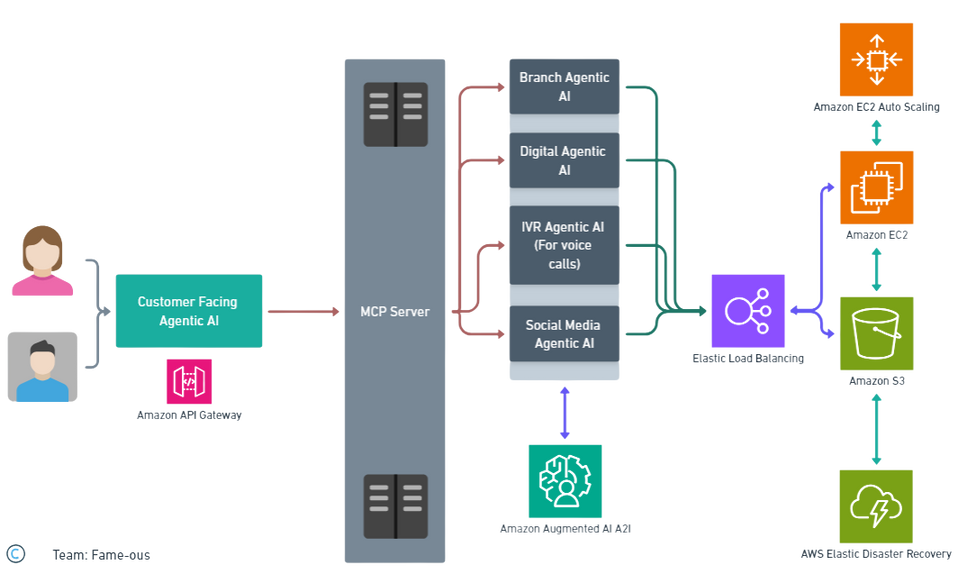 Customer Facing
Agentic AI
Amazon API Gateway
MCP Server
Branch Agentic
AI
Digital Agentic
AI
IVR Agentic AI
(For voice
calls)
Social Media
Agentic AI
Amazon Augmented AI A2I
Elastic Load Balancing
Amazon EC2 Auto Scaling
Amazon EC2
Amazon S3
AWS Elastic Disaster Recovery
C Team: Fame-ous